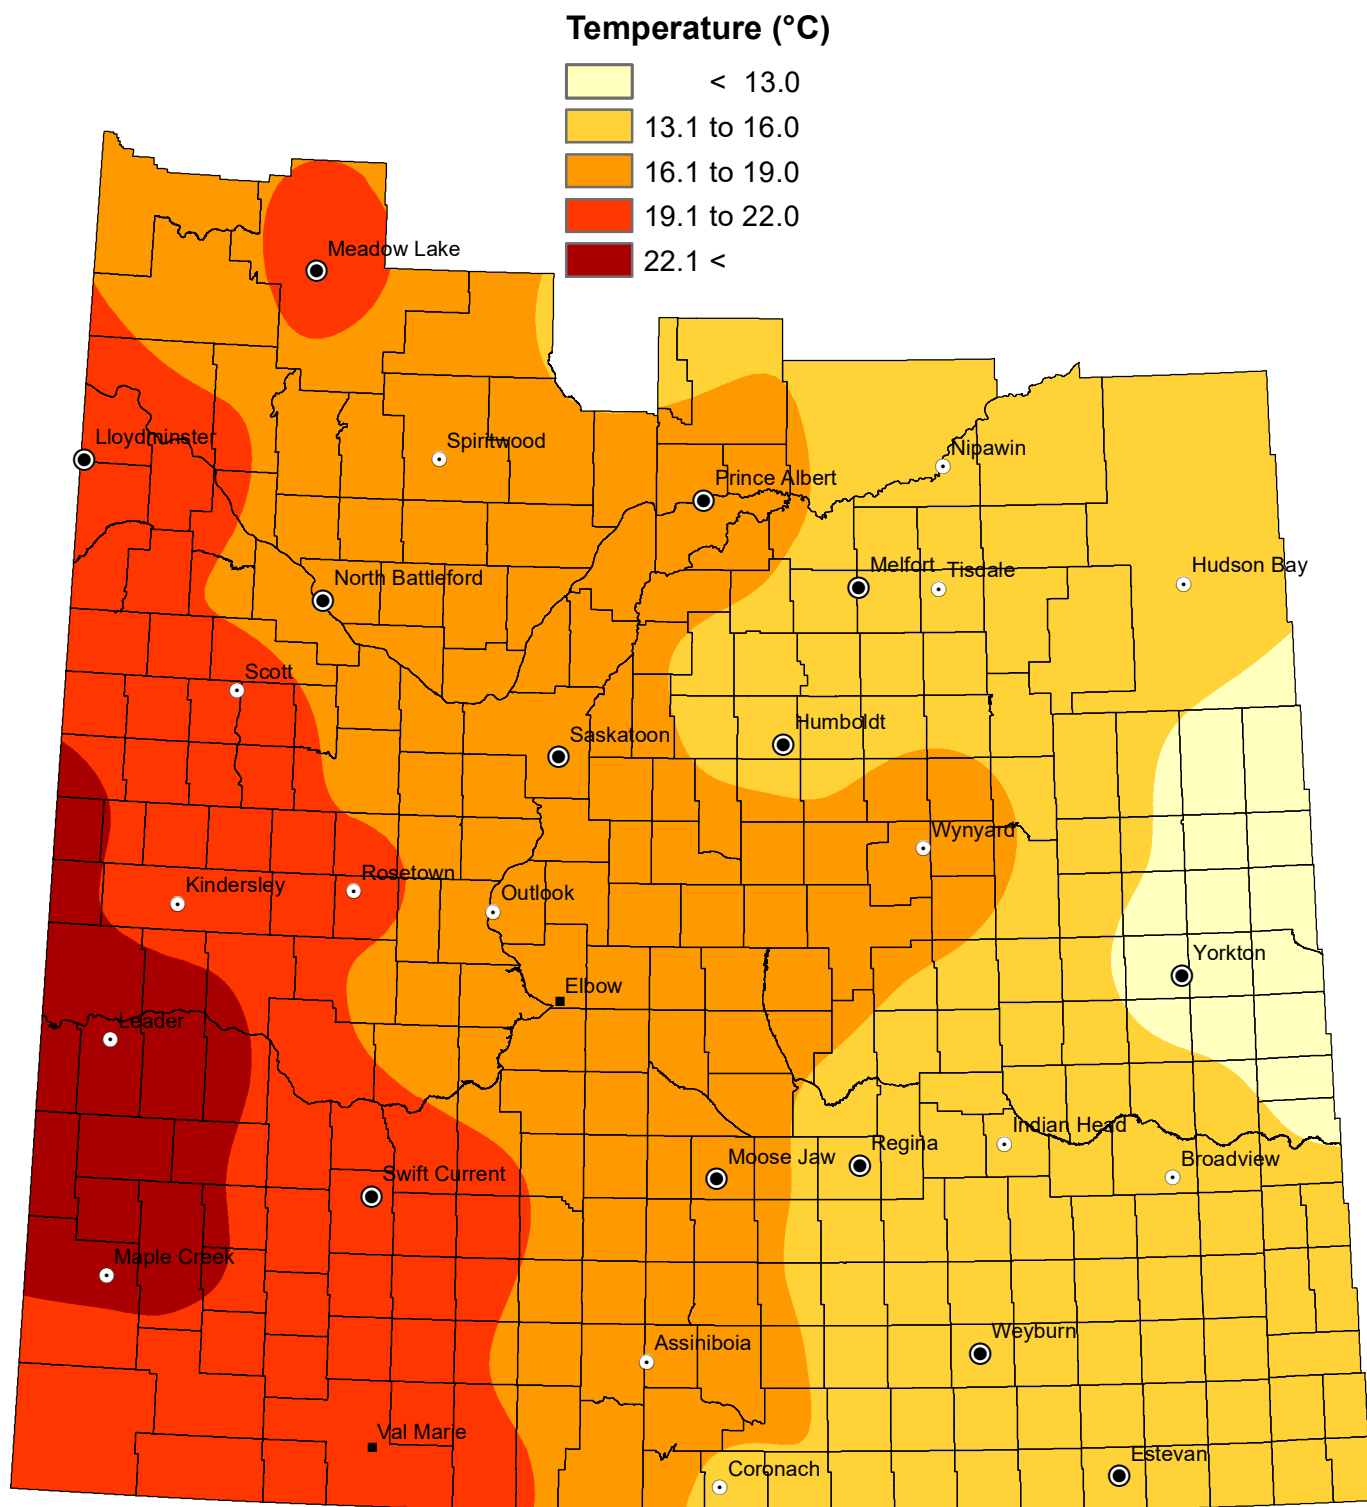 Temperature (°C)
< 13.0
13.1 to 16.0
16.1 to 19.0
19.1 to 22.0
22.1 <
Meadow Lake
Lloydminster
Spiritwood
Nipawin
Prince Albert
Melfort
Tisdale
Hudson Bay
North Battleford
Scott
Humboldt
Saskatoon
Wynyard
Rosetown
Kindersley
Outlook
Yorkton
Elbow
Leader
Indian Head
Regina
Moose Jaw
Broadview
Swift Current
Maple Creek
Weyburn
Assiniboia
Val Marie
Estevan
Coronach